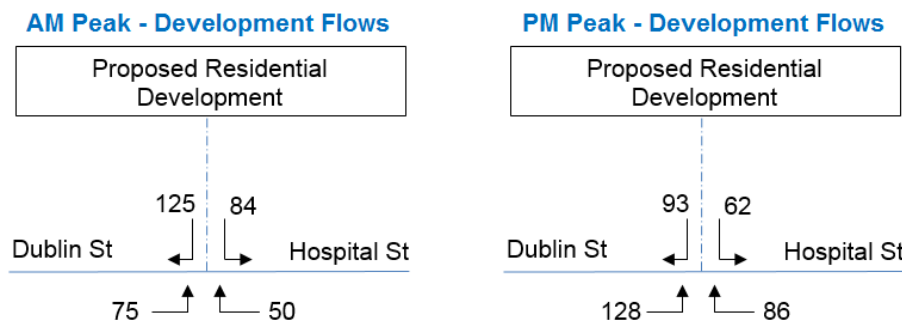 AM Peak - Development Flows
Proposed Residential
Development
125 84
Dublin St Hospital St
75 50
PM Peak - Development Flows
Proposed Residential
Development
93 62
Dublin St Hospital St
128 86